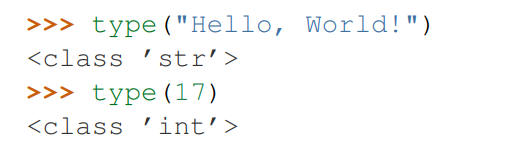 >>> type("Hello, World!")
<class ’str’>
>>> type(17)
<class ’int’>